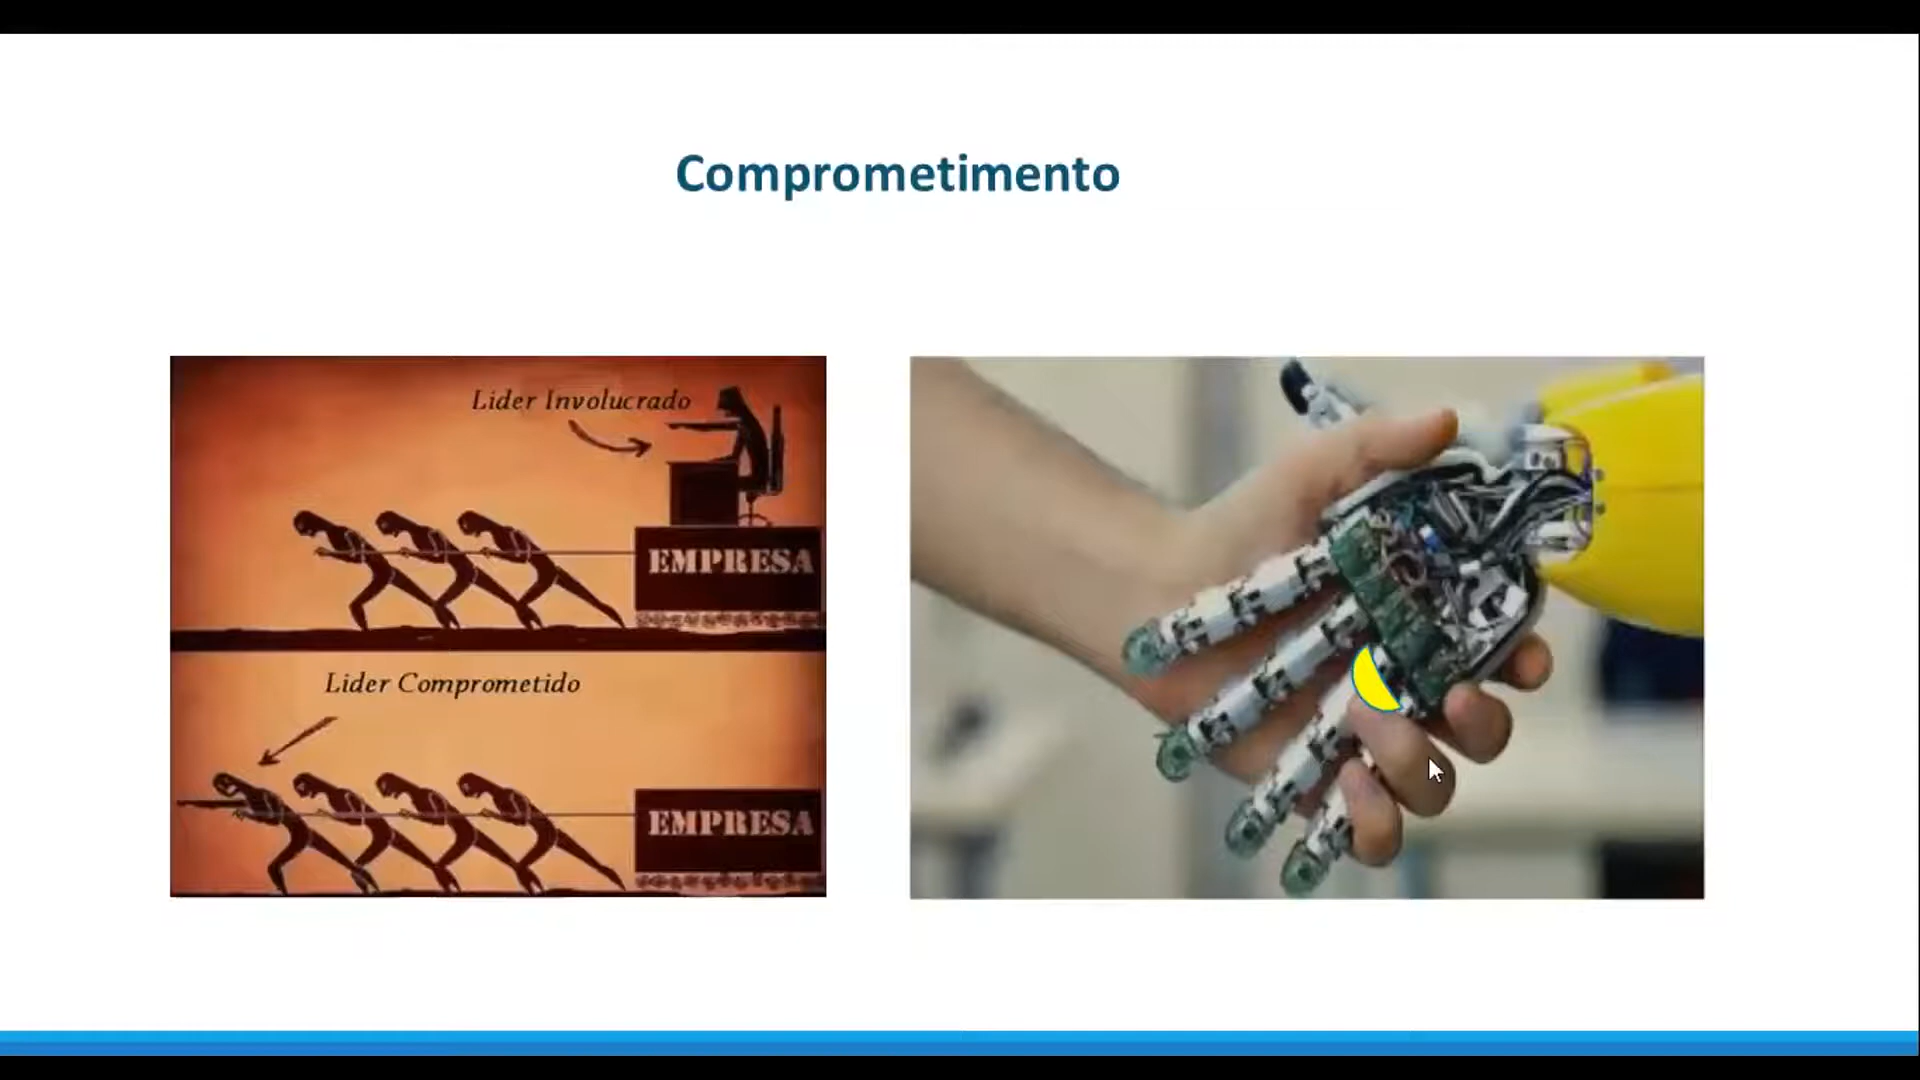 Comprometimento
Lider Involucrado
EMPRESA
Lider Comprometido
EMPRESA